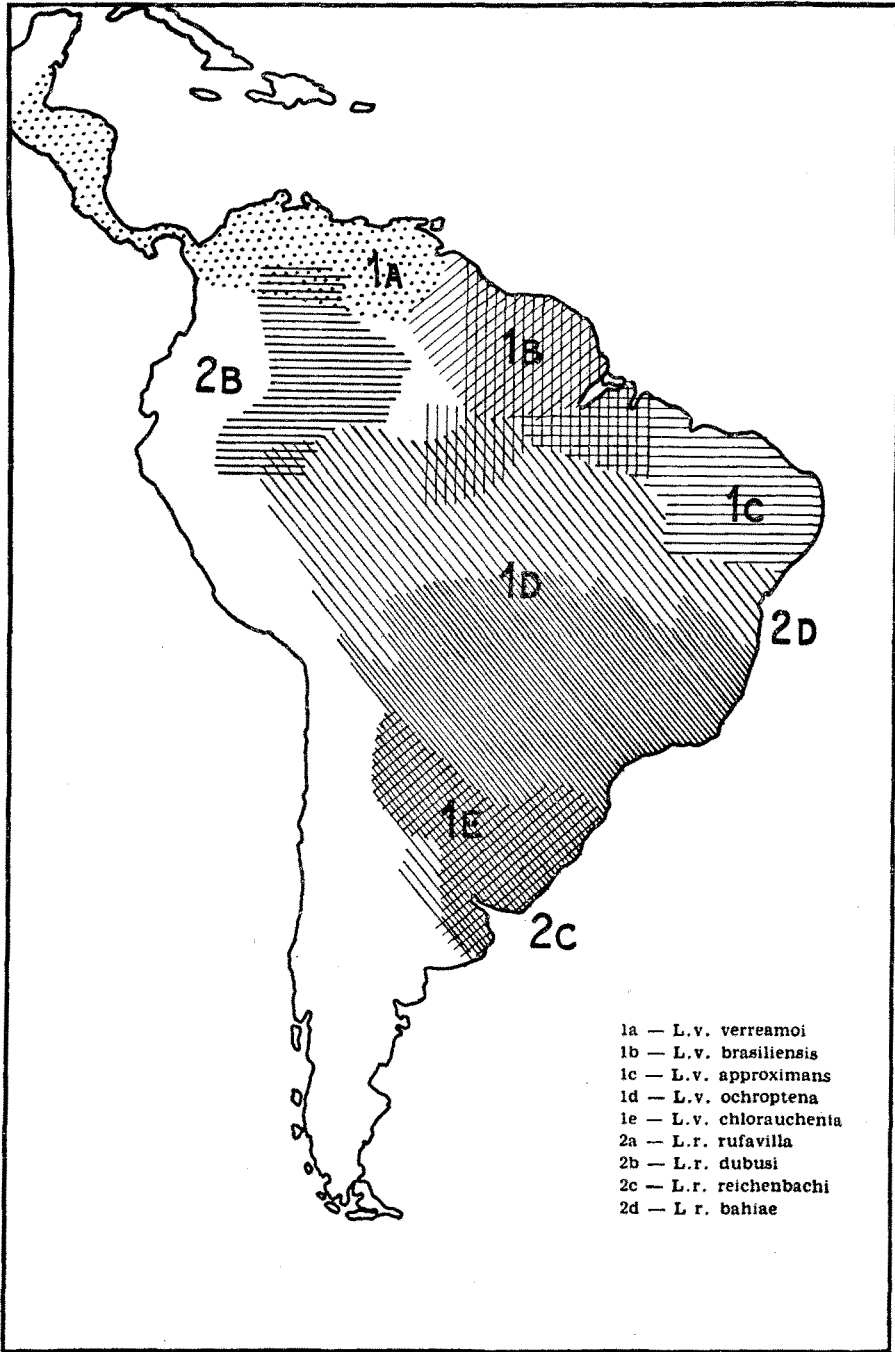 1A
1B
2B
1C
1D
2D
1E
2C
1a — L.v. verreamoi
1b — L.v. brasiliensis
1c — L.v. approximans
1d — L.v. ochroptena
1e — L.v. chlorauchenia
2a — L.r. rufavilla
2b — L.r. dubusi
2c — L.r. reichenbachi
2d — L r. bahiae